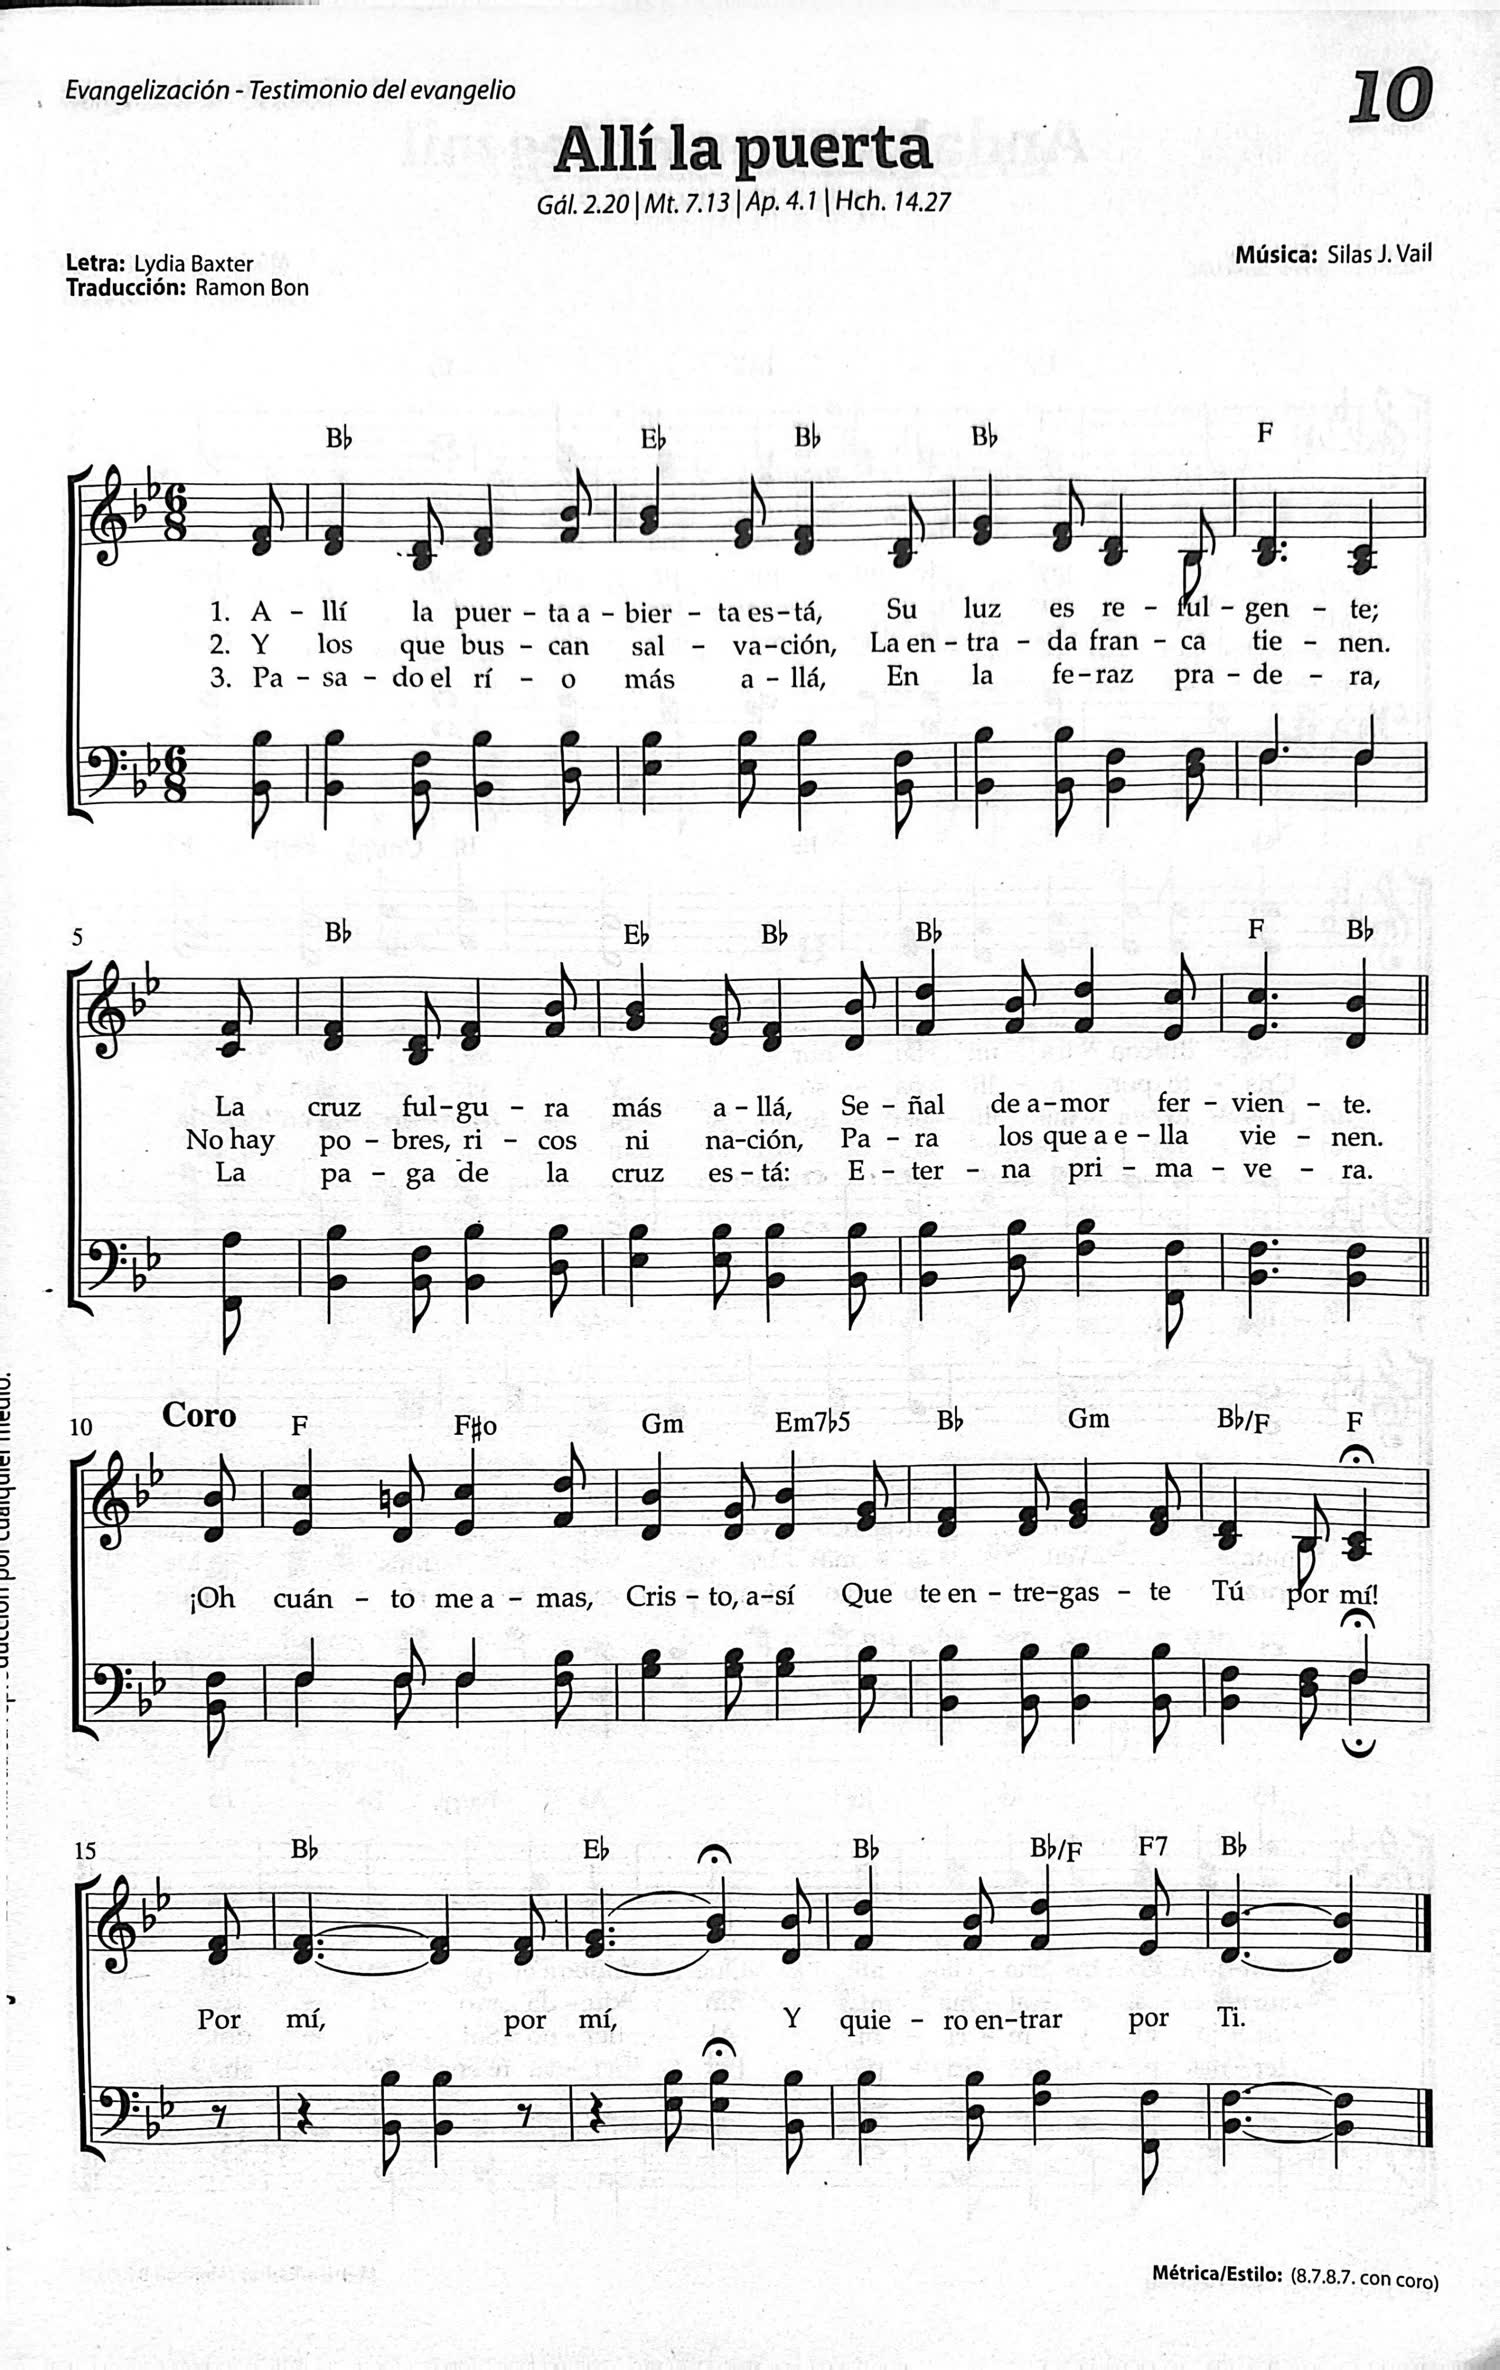 Evangelización - Testimonio del evangelio
10
Allí la puerta
Gál. 2.20 | Mt. 7.13 | Ap. 4.1 | Hch. 14.27
Letra: Lydia Baxter
Música: Silas J. Vail
Traducción: Ramon Bon
B♭ E♭ B♭ B♭ F
6 8
1. A - llí la puer - ta a - bier - ta es - tá, Su luz es re - ful - gen - te;
2. Y los que bus - can sal - va - ción, La en - tra - da fran - ca tie - nen.
3. Pa - sa - do el rí - o más a - llá, En la fe - raz pra - de - ra,
6 8
5 B♭ E♭ B♭ B♭ F B♭
La cruz ful - gu - ra más a - llá, Se - ñal de a - mor fer - vien - te.
No hay po - bres, ri - cos ni na - ción, Pa - ra los que a e - lla vie - nen.
La pa - ga de la cruz es - tá: E - ter - na pri - ma - ve - ra.
10 Coro F F♯o Gm Em7♭5 B♭ Gm B♭/F F
¡Oh cuán - to me a - mas, Cris - to, a - sí Que te en - tre - gas - te Tú por mí!
15 B♭ E♭ B♭ B♭/F F7 B♭
Por mí, por mí, Y quie - ro en - trar por Ti.
Métrica/Estilo: (8.7.8.7. con coro)
cualquier medio.